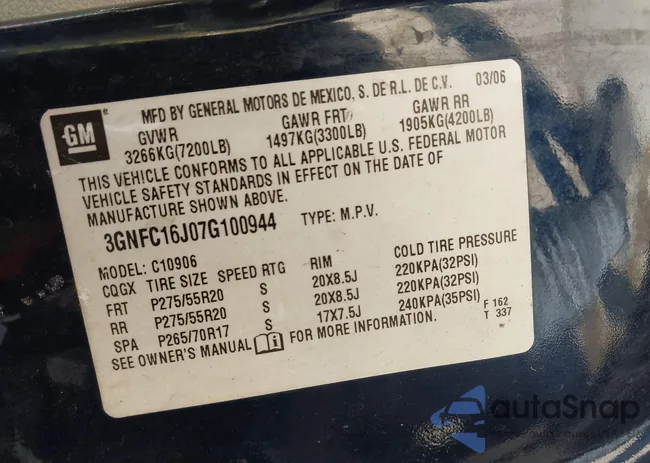 03/06
MFD BY GENERAL MOTORS DE MEXICO, S. DE R.L. DE C.V.
GM
GVWR GAWR FRT GAWR RR
3266KG(7200LB) 1497KG(3300LB) 1905KG(4200LB)
THIS VEHICLE CONFORMS TO ALL APPLICABLE U.S. FEDERAL MOTOR
VEHICLE SAFETY STANDARDS IN EFFECT ON THE DATE OF
MANUFACTURE SHOWN ABOVE.
3GNFC16J07G100944 TYPE: M.P.V.
MODEL: C10906
CQGX TIRE SIZE SPEED RTG RIM COLD TIRE PRESSURE
FRT P275/55R20 S 20X8.5J 220KPA(32PSI)
RR P275/55R20 S 20X8.5J 220KPA(32PSI)
SPA P265/70R17 S 17X7.5J 240KPA(35PSI)
F 162
T 337
SEE OWNER'S MANUAL i FOR MORE INFORMATION.
autaSnap